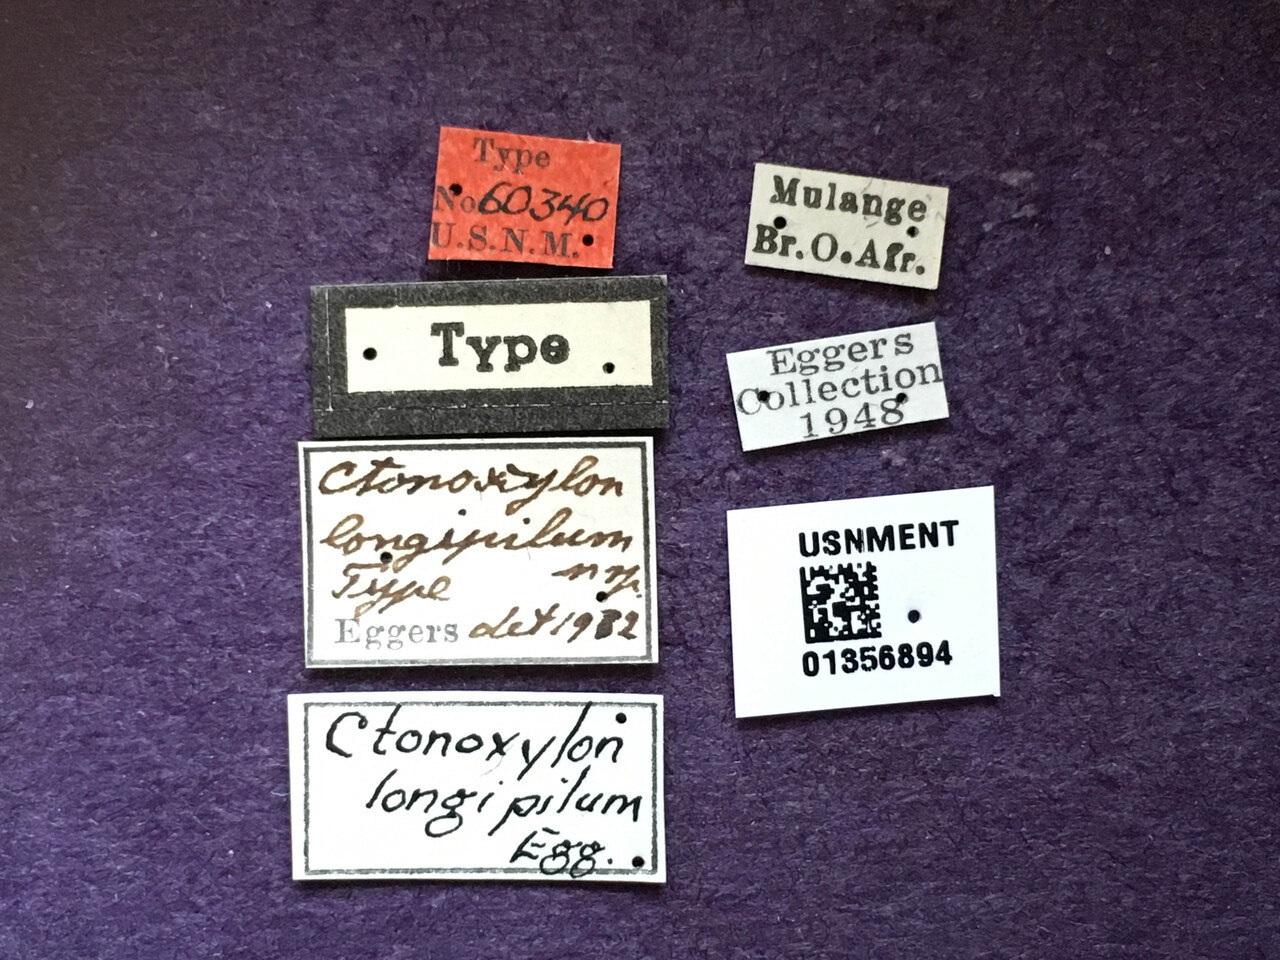 Type
No 60340
U.S.N.M.
Type
Ctonoxylon
longipilum
Type n sp.
Eggers det 1932
Ctonoxylon
longipilum
Egg.
Mulange
Br. O. Afr.
Eggers
Collection
1948
USNMENT
01356894